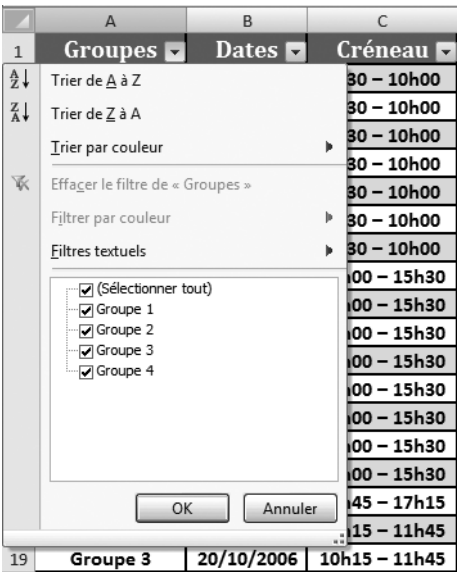 A B C
1 Groupes Dates Créneau
Trier de A à Z
30 – 10h00
Trier de Z à A
30 – 10h00
30 – 10h00
Trier par couleur
30 – 10h00
Effacer le filtre de « Groupes »
30 – 10h00
Filtrer par couleur
30 – 10h00
Filtres textuels
30 – 10h00
(Sélectionner tout)
00 – 15h30
Groupe 1
00 – 15h30
Groupe 2
00 – 15h30
Groupe 3
00 – 15h30
Groupe 4
00 – 15h30
00 – 15h30
00 – 15h30
00 – 15h30
OK Annuler
45 – 17h15
15 – 11h45
19 Groupe 3 20/10/2006 10h15 – 11h45